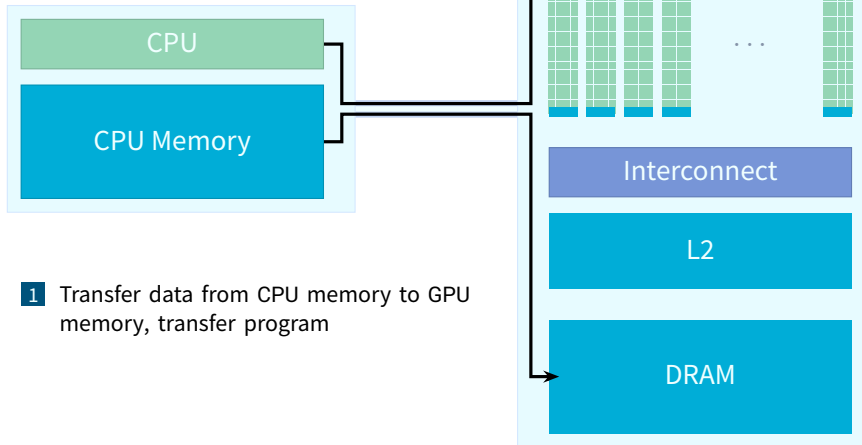 CPU
CPU Memory
...
Interconnect
L2
DRAM
1 Transfer data from CPU memory to GPU
memory, transfer program